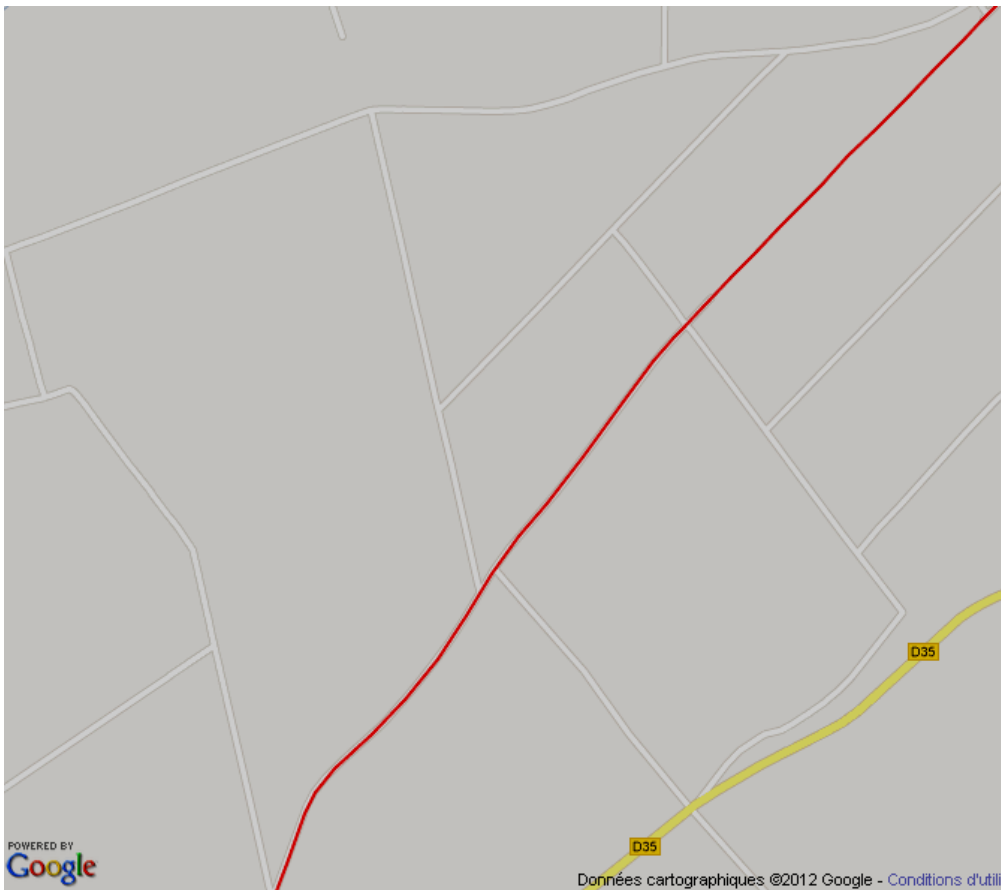 D35
D35
POWERED BY
Google
Données cartographiques ©2012 Google - Conditions d'utili